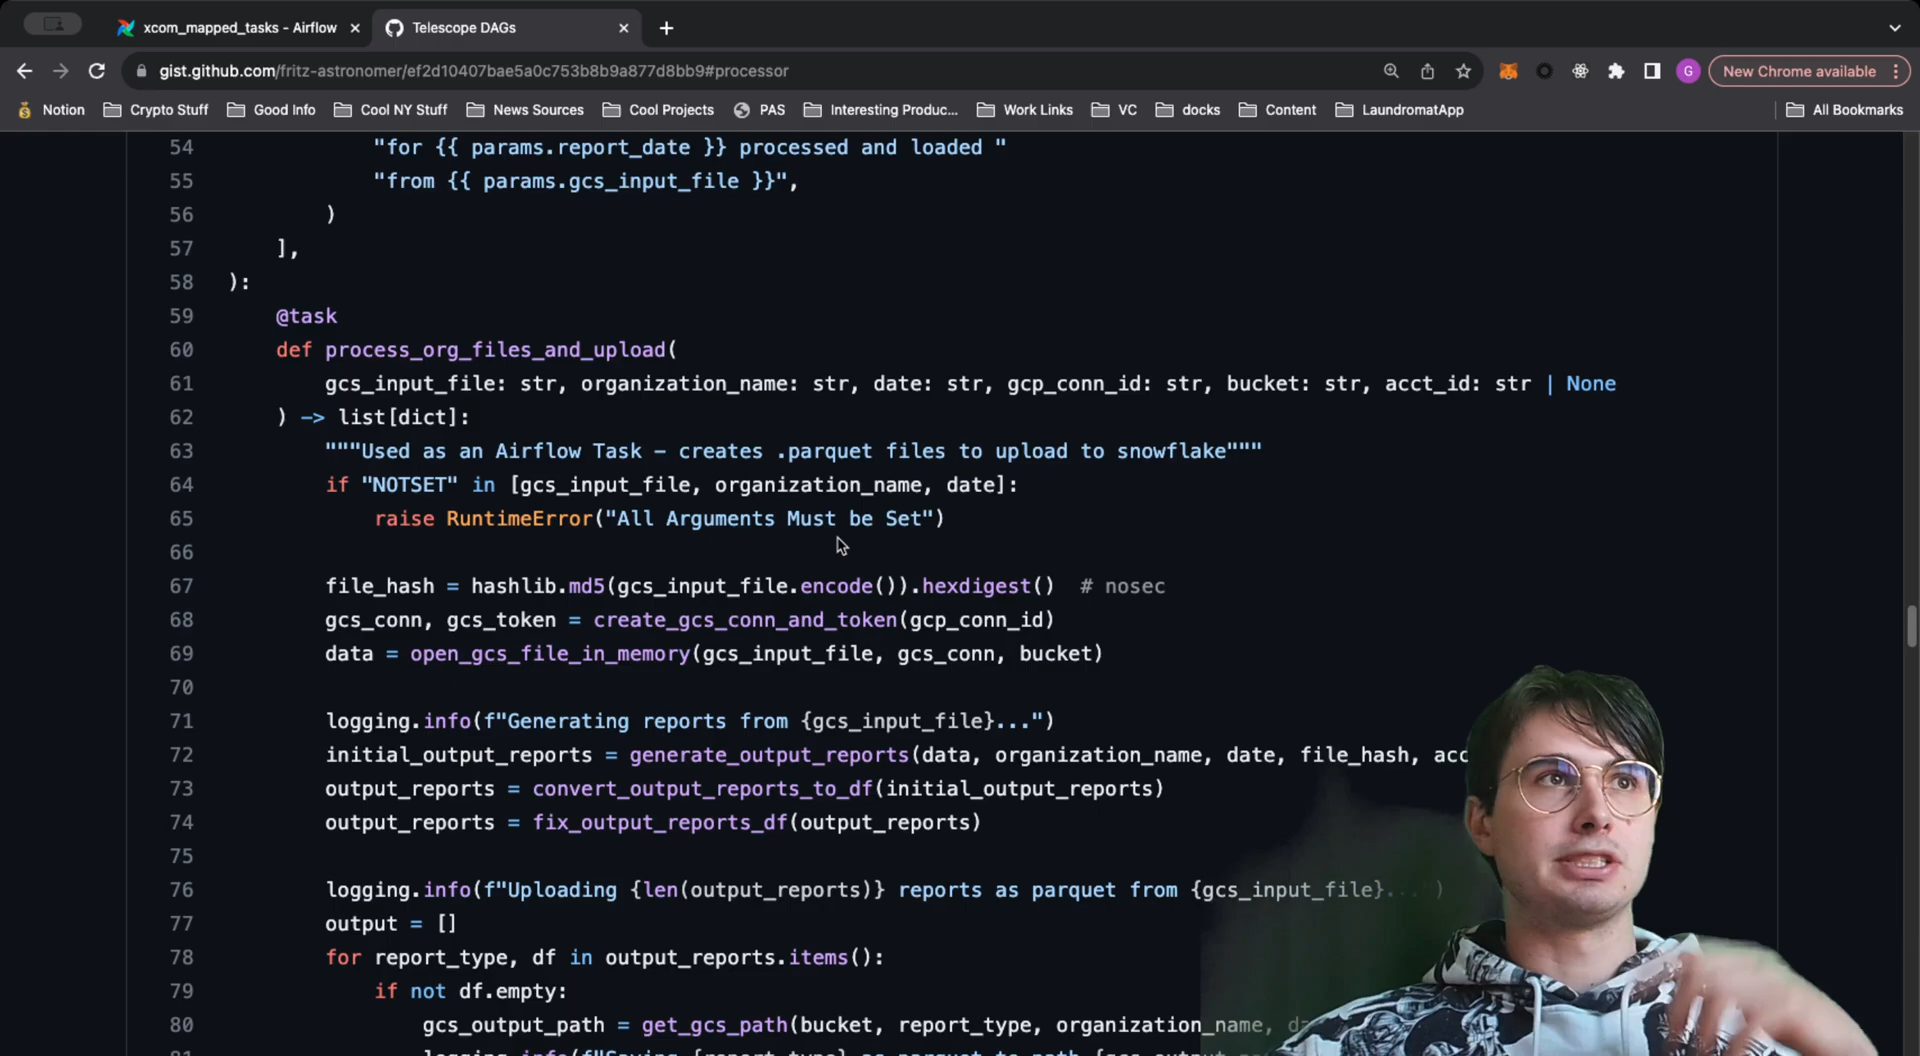 xcom_mapped_tasks - Airflow
Telescope DAGs
gist.github.com/fritz-astronomer/ef2d10407bae5a0c753b8b9a877d8bb9#processor
G
New Chrome available
Notion
Crypto Stuff
Good Info
Cool NY Stuff
News Sources
Cool Projects
PAS
Interesting Produc...
Work Links
VC
docks
Content
LaundromatApp
All Bookmarks
54 "for {{ params.report_date }} processed and loaded "
55 "from {{ params.gcs_input_file }}",
56 )
57 ],
58 ):
59 @task
60 def process_org_files_and_upload(
61 gcs_input_file: str, organization_name: str, date: str, gcp_conn_id: str, bucket: str, acct_id: str | None
62 ) -> list[dict]:
63 """Used as an Airflow Task - creates .parquet files to upload to snowflake"""
64 if "NOTSET" in [gcs_input_file, organization_name, date]:
65 raise RuntimeError("All Arguments Must be Set")
66
67 file_hash = hashlib.md5(gcs_input_file.encode()).hexdigest()  # nosec
68 gcs_conn, gcs_token = create_gcs_conn_and_token(gcp_conn_id)
69 data = open_gcs_file_in_memory(gcs_input_file, gcs_conn, bucket)
70
71 logging.info(f"Generating reports from {gcs_input_file}...")
72 initial_output_reports = generate_output_reports(data, organization_name, date, file_hash, acc
73 output_reports = convert_output_reports_to_df(initial_output_reports)
74 output_reports = fix_output_reports_df(output_reports)
75
76 logging.info(f"Uploading {len(output_reports)} reports as parquet from {gcs_input_file}...")
77 output = []
78 for report_type, df in output_reports.items():
79 if not df.empty:
80 gcs_output_path = get_gcs_path(bucket, report_type, organization_name,